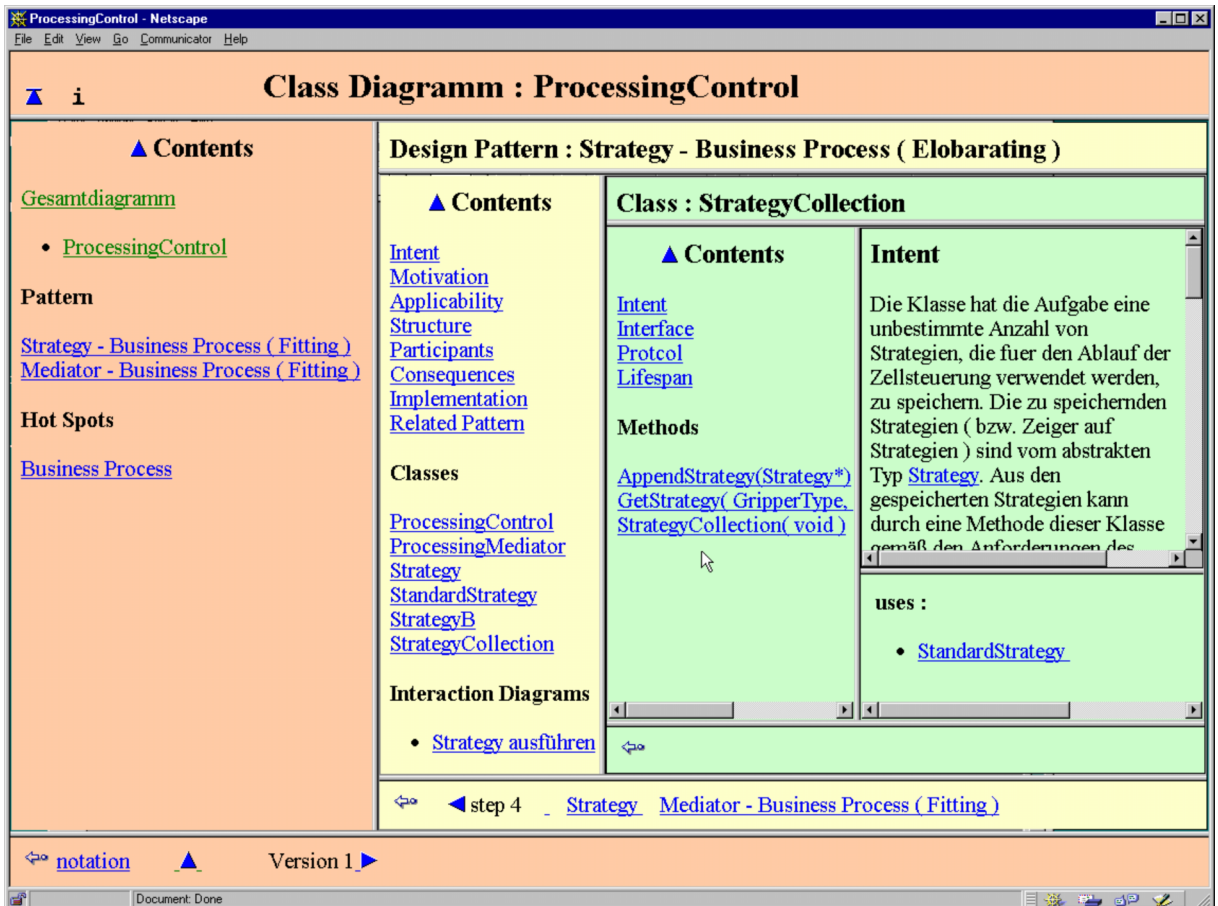 ProcessingControl - Netscape
File Edit View Go Communicator Help
i
Class Diagramm : ProcessingControl
Contents
Gesamtdiagramm
• ProcessingControl
Pattern
Strategy - Business Process ( Fitting )
Mediator - Business Process ( Fitting )
Hot Spots
Business Process
Design Pattern : Strategy - Business Process ( Elobarating )
Contents
Intent
Motivation
Applicability
Structure
Participants
Consequences
Implementation
Related Pattern
Classes
ProcessingControl
ProcessingMediator
Strategy
StandardStrategy
StrategyB
StrategyCollection
Interaction Diagrams
• Strategy ausführen
Class : StrategyCollection
Contents
Intent
Interface
Protcol
Lifespan
Methods
AppendStrategy(Strategy*)
GetStrategy( GripperType,
StrategyCollection( void )
Intent
Die Klasse hat die Aufgabe eine
unbestimmte Anzahl von
Strategien, die fuer den Ablauf der
Zellsteuerung verwendet werden,
zu speichern. Die zu speichernden
Strategien ( bzw. Zeiger auf
Strategien ) sind vom abstrakten
Typ Strategy. Aus den
gespeicherten Strategien kann
durch eine Methode dieser Klasse
gemäß den Anforderungen des
uses :
• StandardStrategy
step 4 Strategy Mediator - Business Process ( Fitting )
notation Version 1
Document: Done